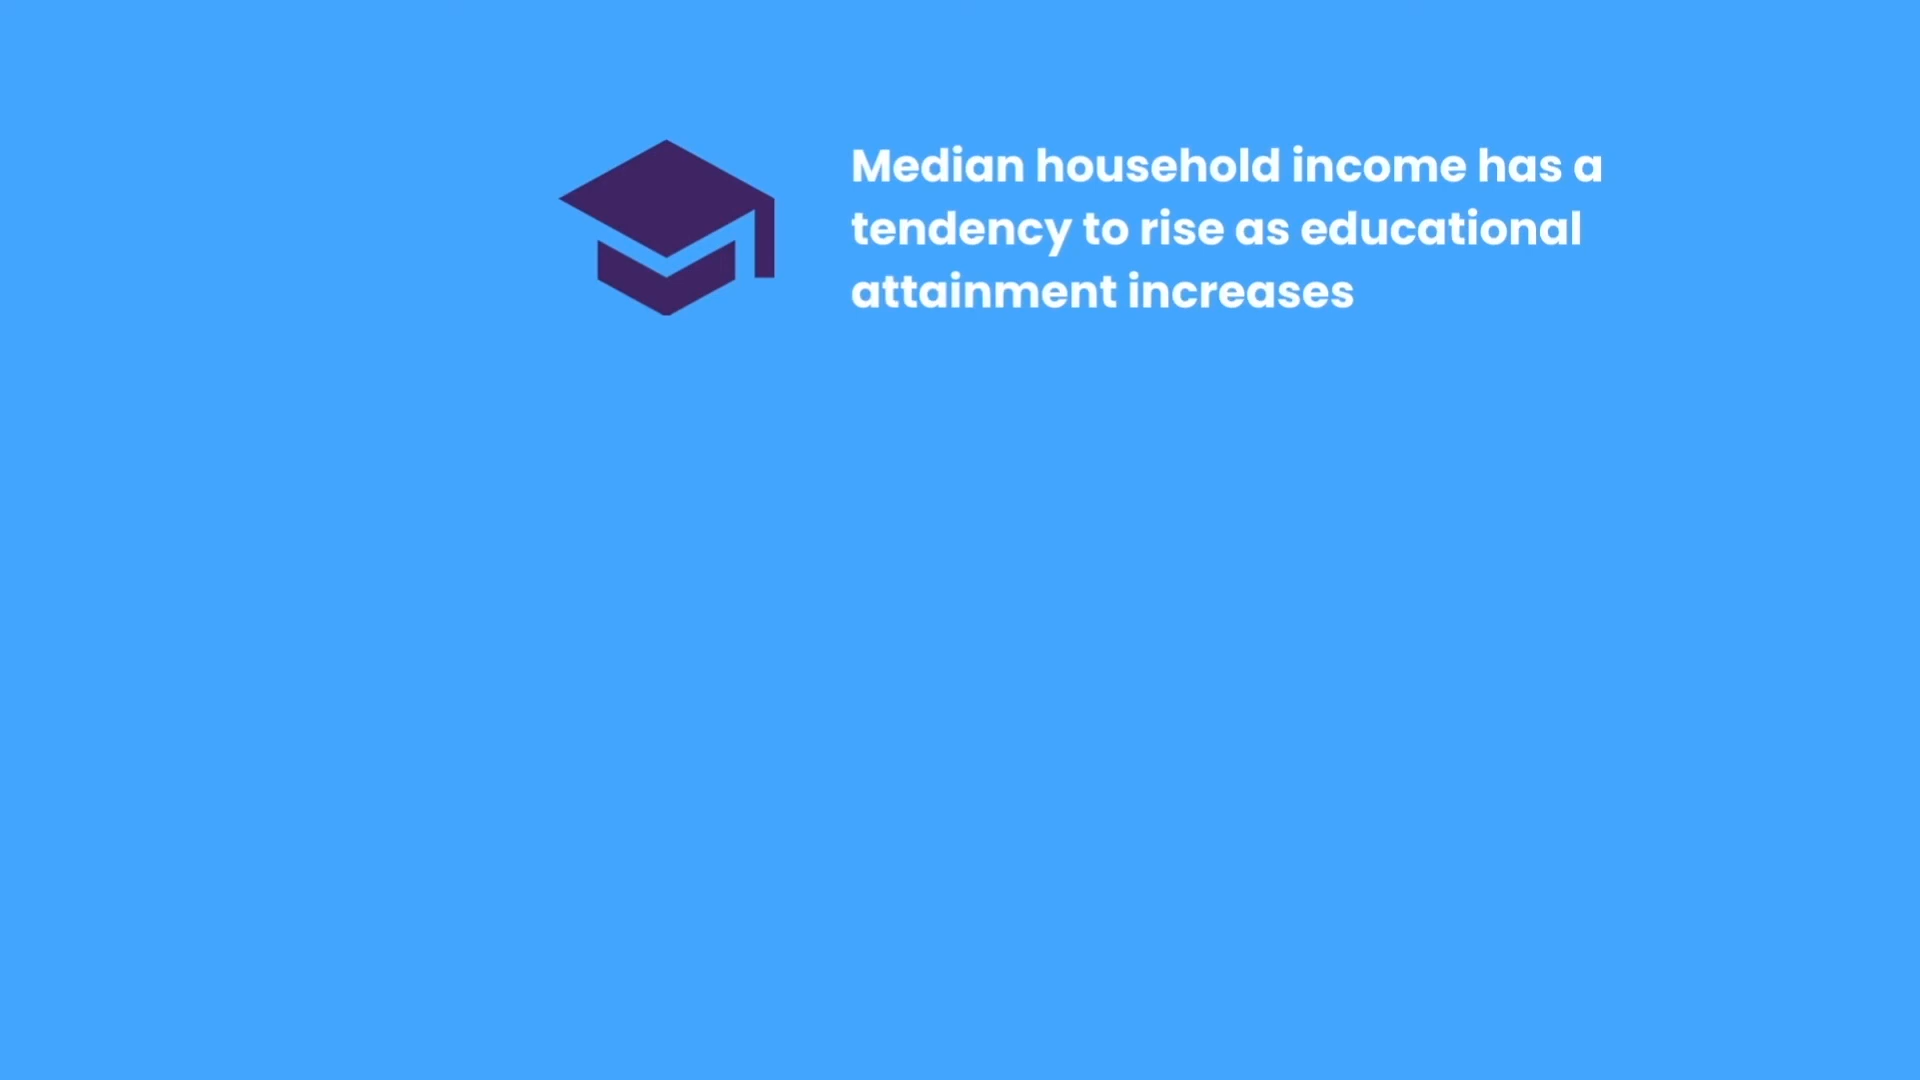 Median household income has a
tendency to rise as educational
attainment increases